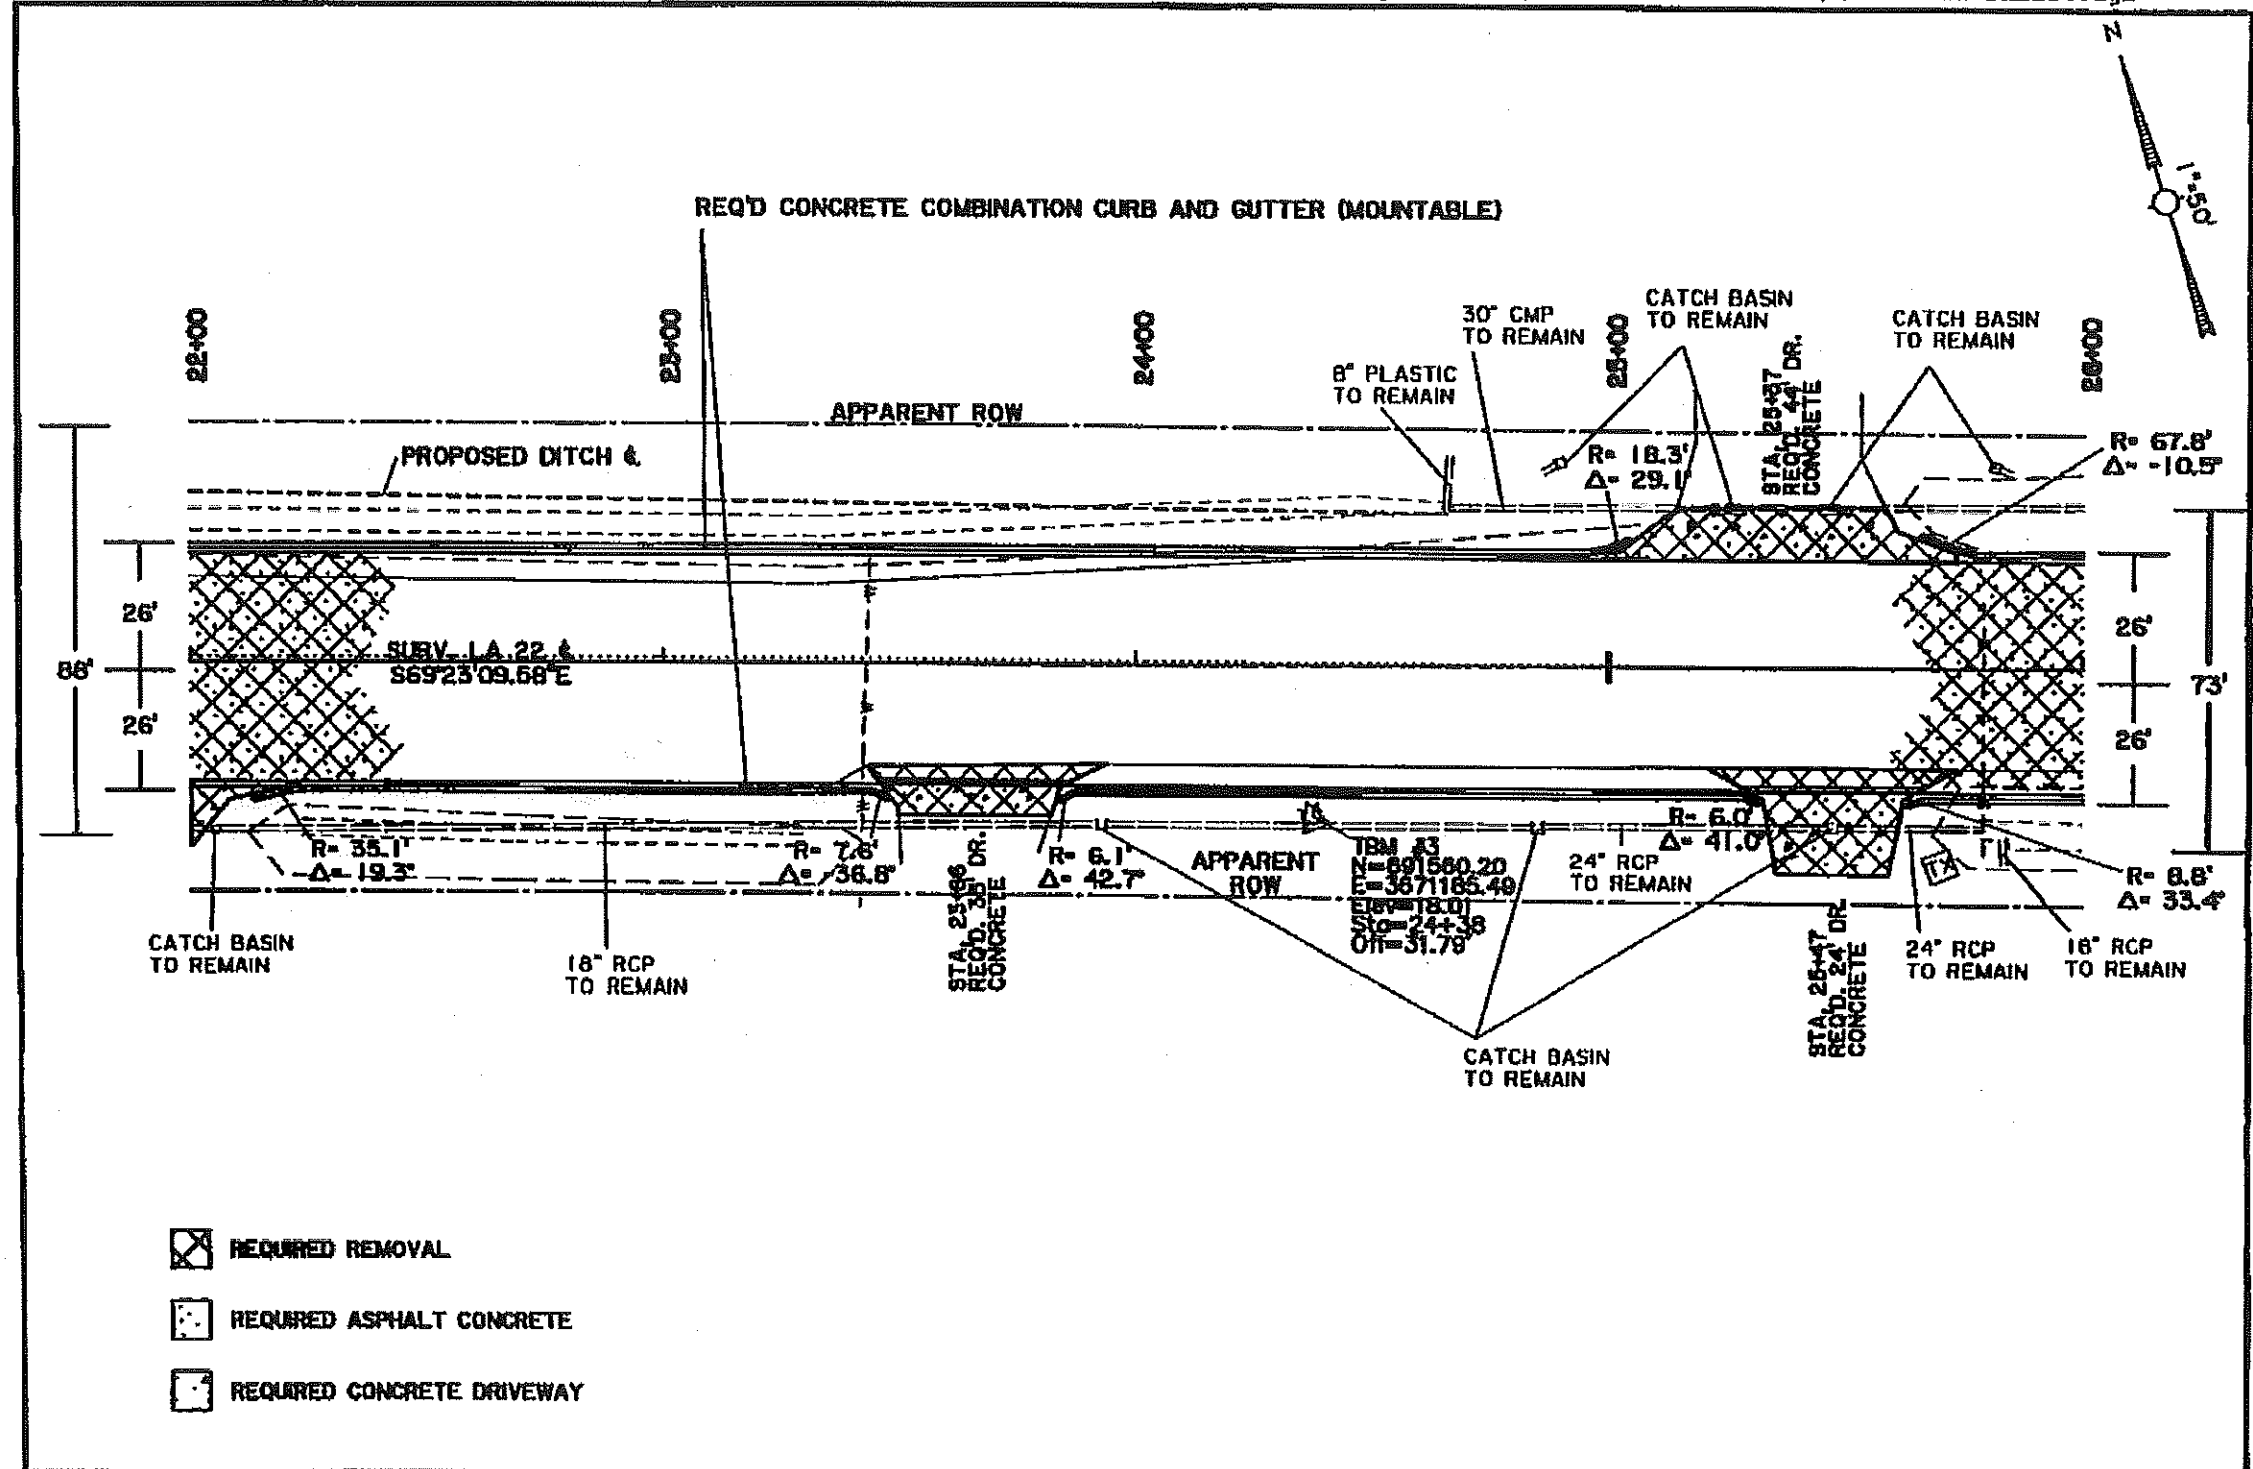 N
1"=50'
REQ'D CONCRETE COMBINATION CURB AND GUTTER (MOUNTABLE)
22+00
23+00
24+00
25+00
26+00
8" PLASTIC
TO REMAIN
30" CMP
TO REMAIN
CATCH BASIN
TO REMAIN
STA. 25+37
REQ'D. 44' DR.
CONCRETE
CATCH BASIN
TO REMAIN
APPARENT ROW
PROPOSED DITCH ℄
R= 18.3'
Δ= 29.1°
R= 67.8'
Δ= -10.5°
26'
26'
88'
SURV. LA 22 ℄
S69°23'09.58"E
26'
26'
73'
R= 35.1'
Δ= 19.3°
R= 7.6'
Δ= 36.8°
R= 6.1'
Δ= 42.7°
APPARENT
ROW
TBM #3
N=691560.20
E=3671185.49
Elev=18.01
Sta=24+38
Off=31.79'
24" RCP
TO REMAIN
R= 6.0'
Δ= 41.0°
R= 8.8'
Δ= 33.4°
CATCH BASIN
TO REMAIN
18" RCP
TO REMAIN
REQ'D. 35' DR.
CONCRETE
CATCH BASIN
TO REMAIN
STA. 25+47
REQ'D. 24' DR.
CONCRETE
24" RCP
TO REMAIN
18" RCP
TO REMAIN
REQUIRED REMOVAL
REQUIRED ASPHALT CONCRETE
REQUIRED CONCRETE DRIVEWAY